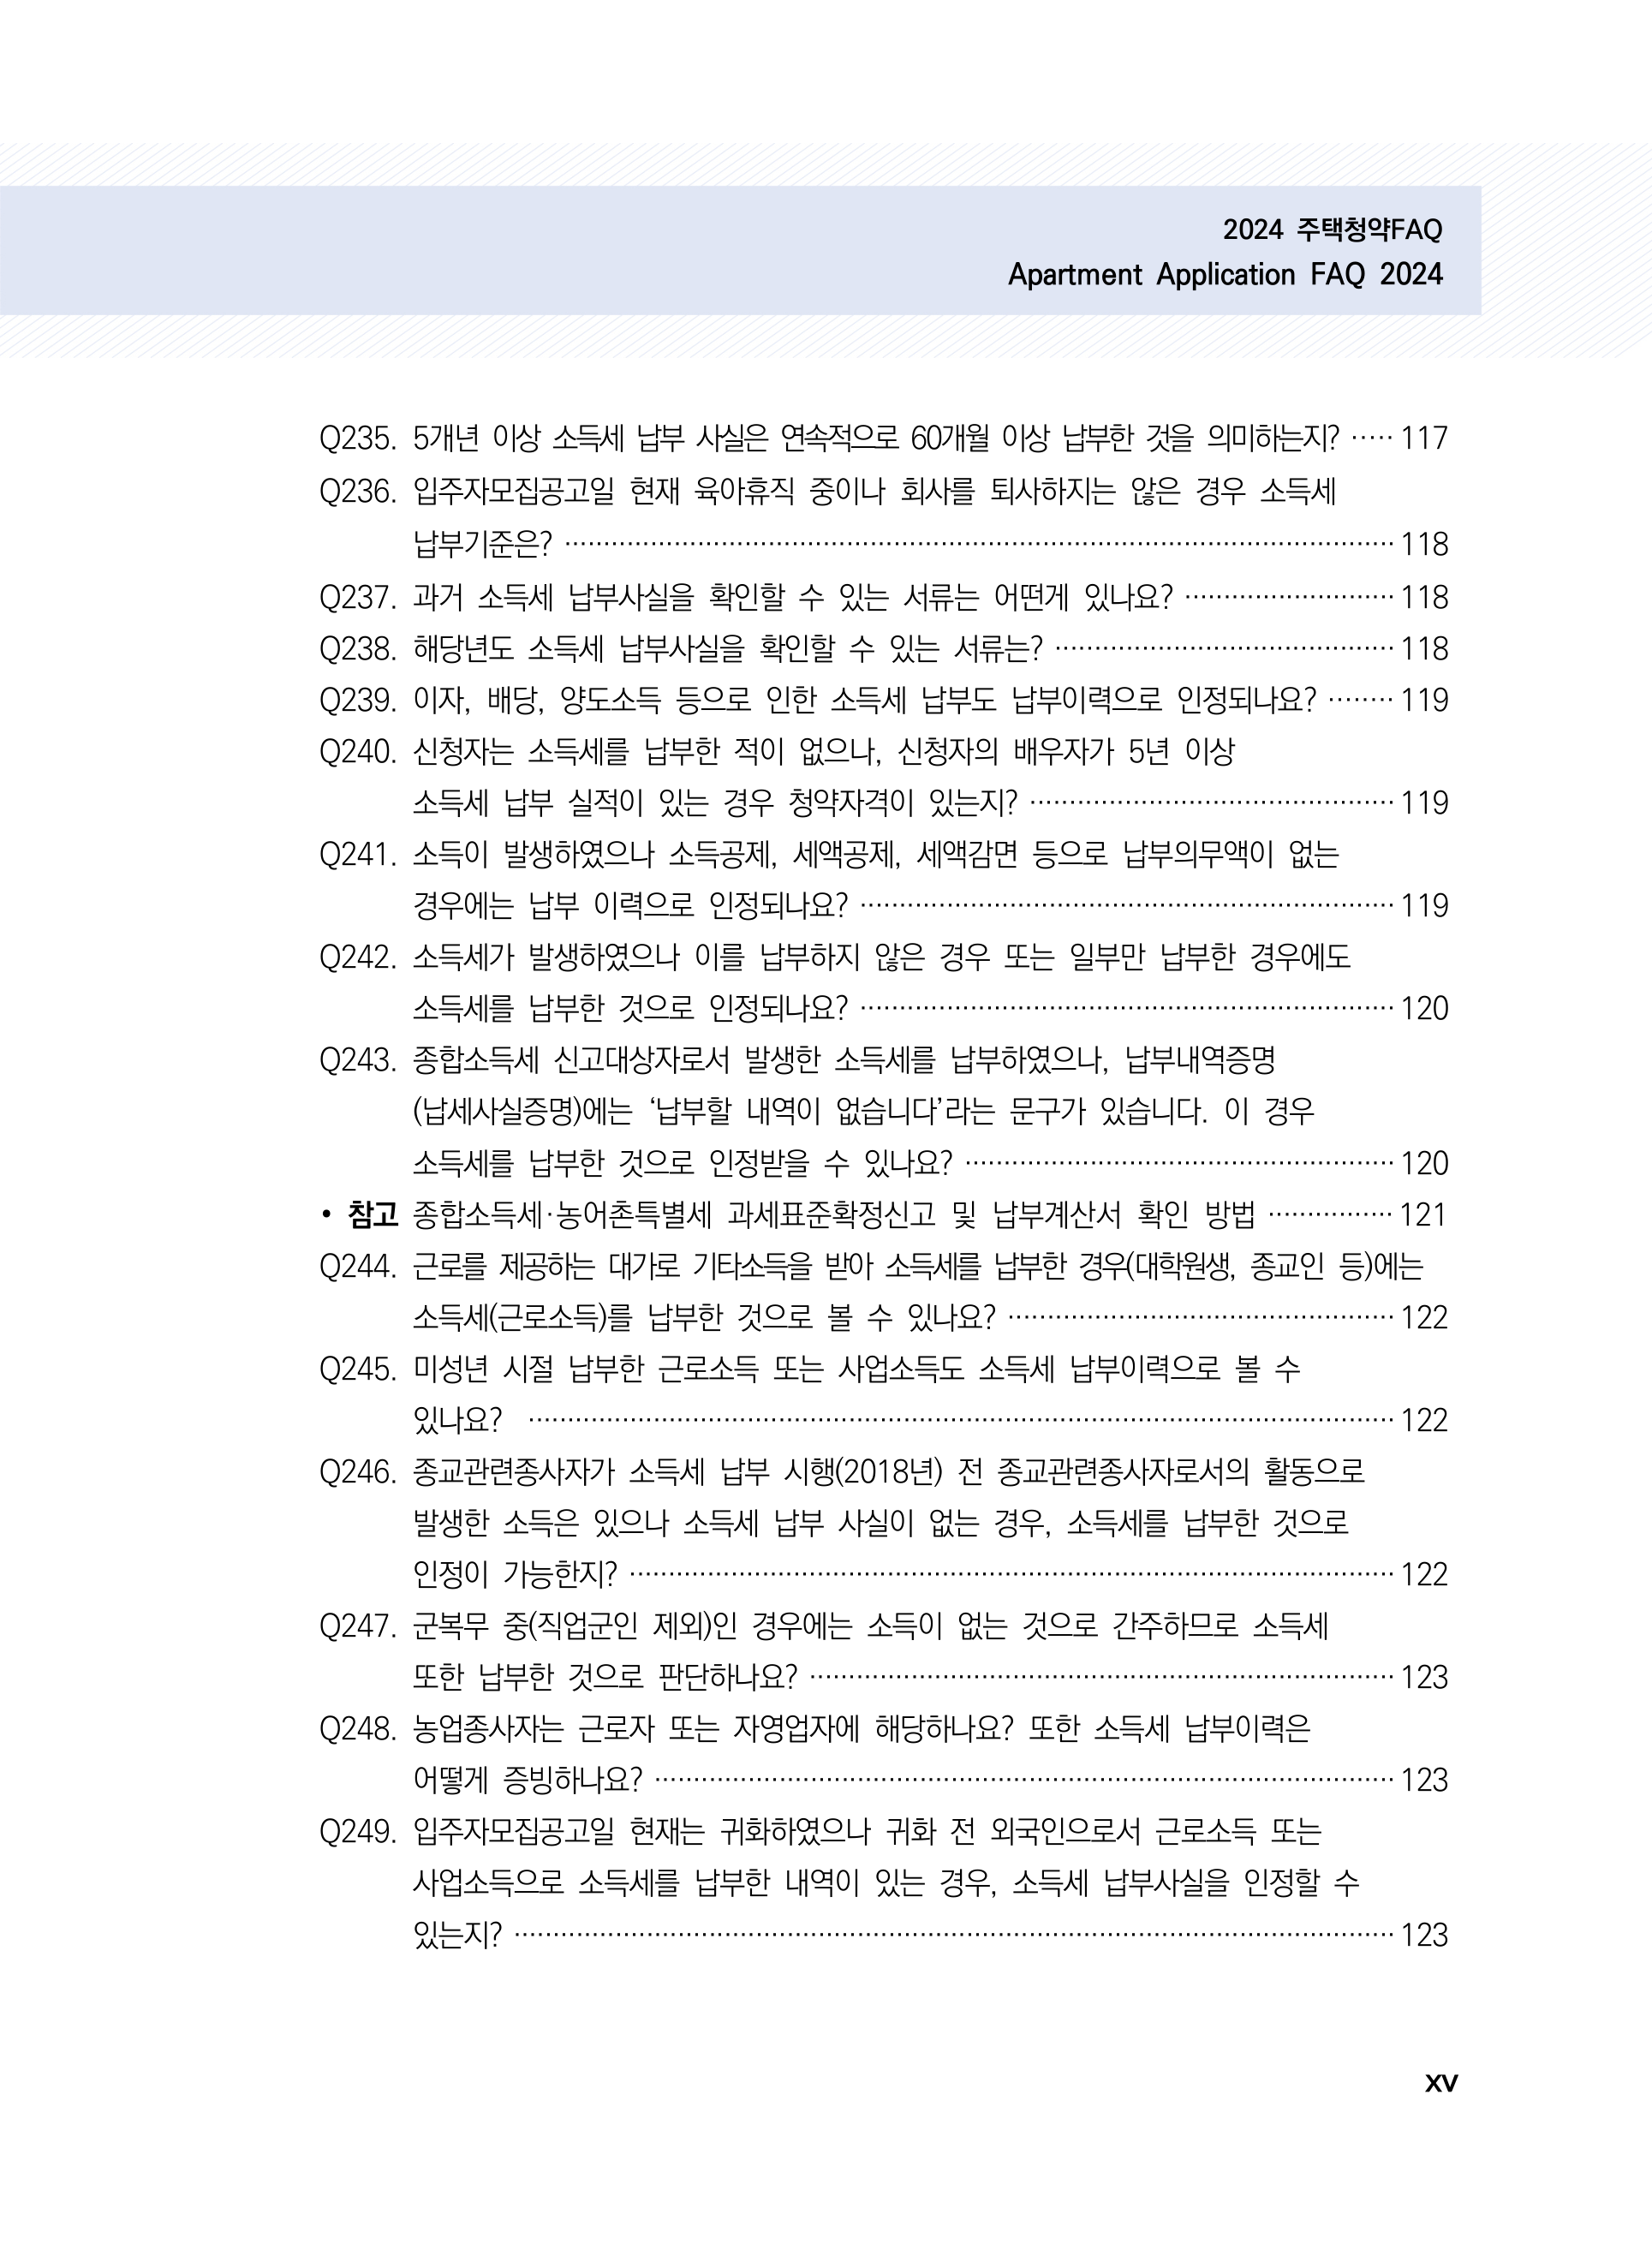 2024 주택청약FAQ
Apartment Application FAQ 2024
Q235. 5개년 이상 소득세 납부 사실은 연속적으로 60개월 이상 납부한 것을 의미하는지? ····· 117
Q236. 입주자모집공고일 현재 육아휴직 중이나 회사를 퇴사하지는 않은 경우 소득세
납부기준은? ····· 118
Q237. 과거 소득세 납부사실을 확인할 수 있는 서류는 어떤게 있나요? ····· 118
Q238. 해당년도 소득세 납부사실을 확인할 수 있는 서류는? ····· 118
Q239. 이자, 배당, 양도소득 등으로 인한 소득세 납부도 납부이력으로 인정되나요? ····· 119
Q240. 신청자는 소득세를 납부한 적이 없으나, 신청자의 배우자가 5년 이상
소득세 납부 실적이 있는 경우 청약자격이 있는지? ····· 119
Q241. 소득이 발생하였으나 소득공제, 세액공제, 세액감면 등으로 납부의무액이 없는
경우에는 납부 이력으로 인정되나요? ····· 119
Q242. 소득세가 발생하였으나 이를 납부하지 않은 경우 또는 일부만 납부한 경우에도
소득세를 납부한 것으로 인정되나요? ····· 120
Q243. 종합소득세 신고대상자로서 발생한 소득세를 납부하였으나, 납부내역증명
(납세사실증명)에는 ‘납부할 내역이 없습니다’라는 문구가 있습니다. 이 경우
소득세를 납부한 것으로 인정받을 수 있나요? ····· 120
• 참고 종합소득세·농어촌특별세 과세표준확정신고 및 납부계산서 확인 방법 ····· 121
Q244. 근로를 제공하는 대가로 기타소득을 받아 소득세를 납부한 경우(대학원생, 종교인 등)에는
소득세(근로소득)를 납부한 것으로 볼 수 있나요? ····· 122
Q245. 미성년 시절 납부한 근로소득 또는 사업소득도 소득세 납부이력으로 볼 수
있나요? ····· 122
Q246. 종교관련종사자가 소득세 납부 시행(2018년) 전 종교관련종사자로서의 활동으로
발생한 소득은 있으나 소득세 납부 사실이 없는 경우, 소득세를 납부한 것으로
인정이 가능한지? ····· 122
Q247. 군복무 중(직업군인 제외)인 경우에는 소득이 없는 것으로 간주하므로 소득세
또한 납부한 것으로 판단하나요? ····· 123
Q248. 농업종사자는 근로자 또는 자영업자에 해당하나요? 또한 소득세 납부이력은
어떻게 증빙하나요? ····· 123
Q249. 입주자모집공고일 현재는 귀화하였으나 귀화 전 외국인으로서 근로소득 또는
사업소득으로 소득세를 납부한 내역이 있는 경우, 소득세 납부사실을 인정할 수
있는지? ····· 123
xv